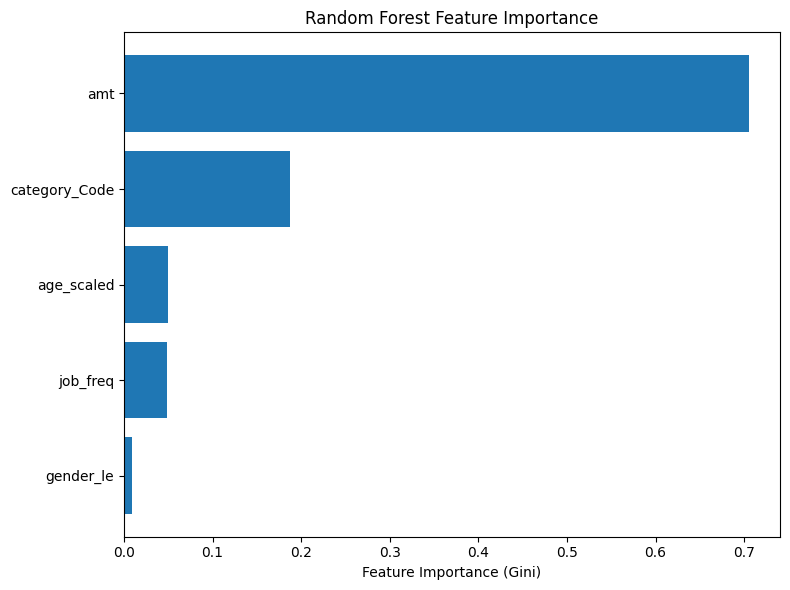 Random Forest Feature Importance
amt
category_Code
age_scaled
job_freq
gender_le
0.0 0.1 0.2 0.3 0.4 0.5 0.6 0.7
Feature Importance (Gini)